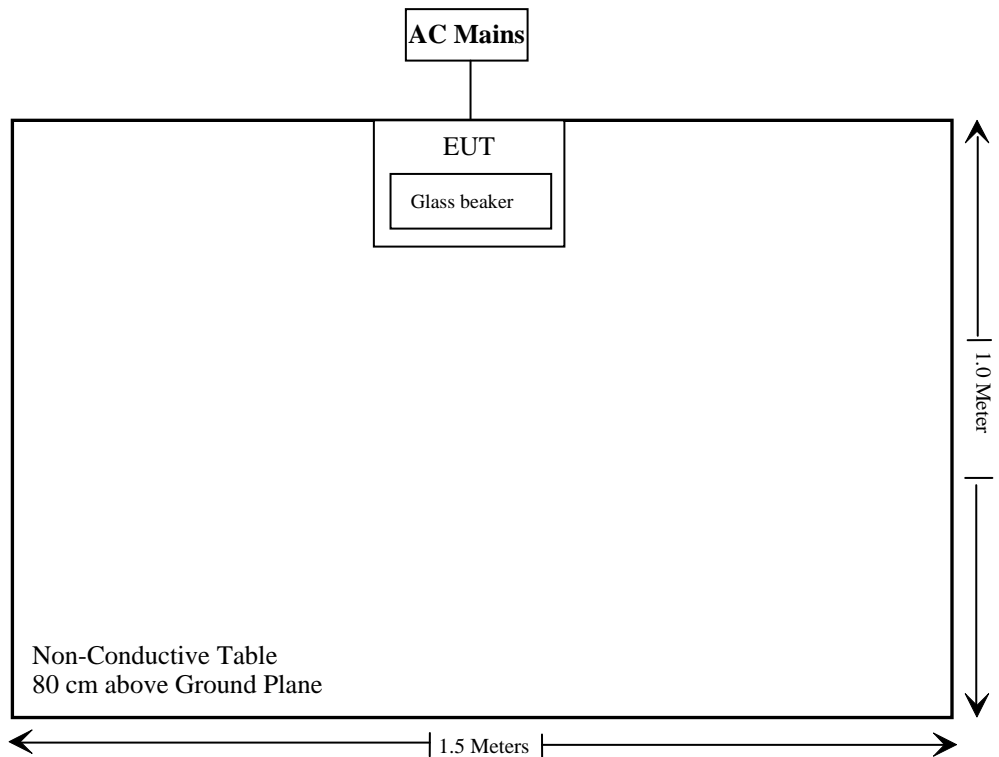 AC Mains
EUT
Glass beaker
1.0 Meter
Non-Conductive Table
80 cm above Ground Plane
1.5 Meters